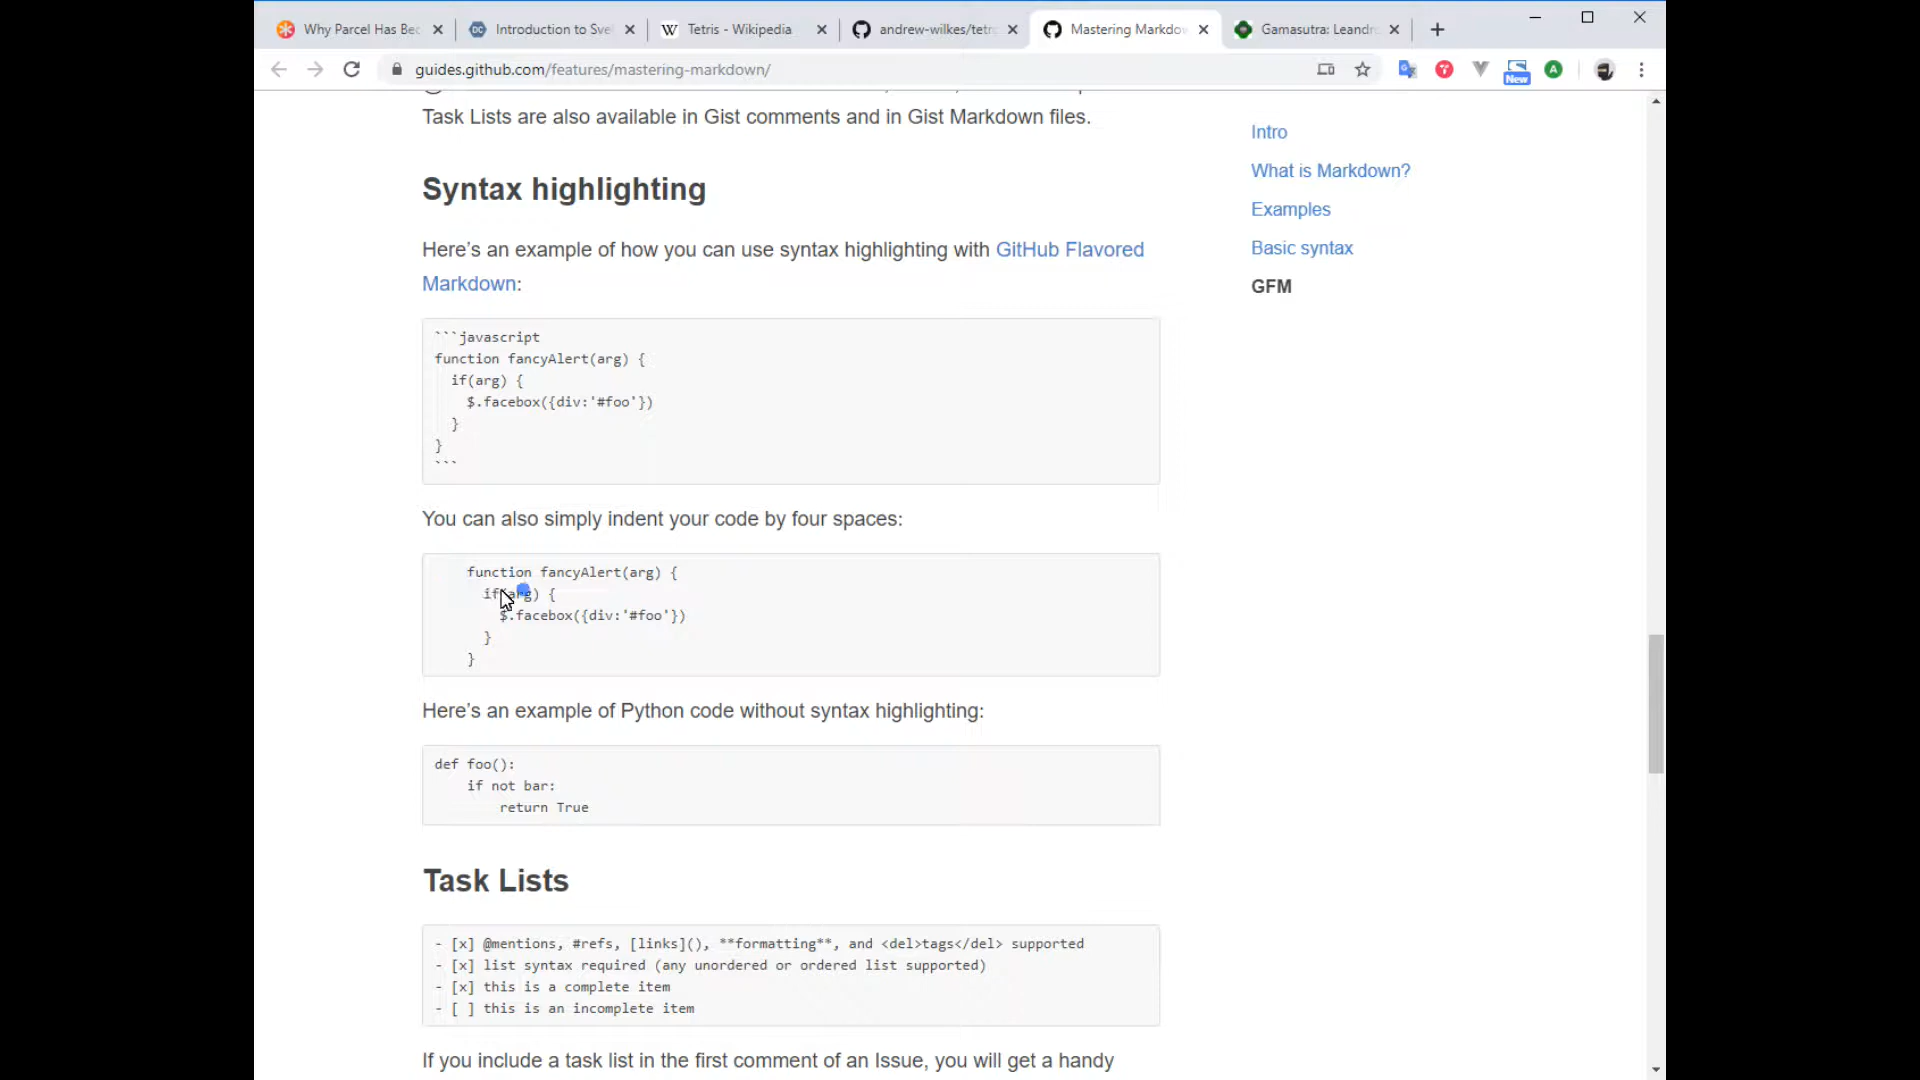 Why Parcel Has Bec
Introduction to Sve
Tetris - Wikipedia
andrew-wilkes/tetr
Mastering Markdo
Gamasutra: Leandr
guides.github.com/features/mastering-markdown/
New
A
Task Lists are also available in Gist comments and in Gist Markdown files.
Syntax highlighting
Here’s an example of how you can use syntax highlighting with GitHub Flavored
Markdown:
```javascript
function fancyAlert(arg) {
  if(arg) {
    $.facebox({div:'#foo'})
  }
}
```
You can also simply indent your code by four spaces:
    function fancyAlert(arg) {
      if(arg) {
        $.facebox({div:'#foo'})
      }
    }
Here’s an example of Python code without syntax highlighting:
def foo():
    if not bar:
        return True
Task Lists
- [x] @mentions, #refs, [links](), **formatting**, and <del>tags</del> supported
- [x] list syntax required (any unordered or ordered list supported)
- [x] this is a complete item
- [ ] this is an incomplete item
If you include a task list in the first comment of an Issue, you will get a handy
Intro
What is Markdown?
Examples
Basic syntax
GFM